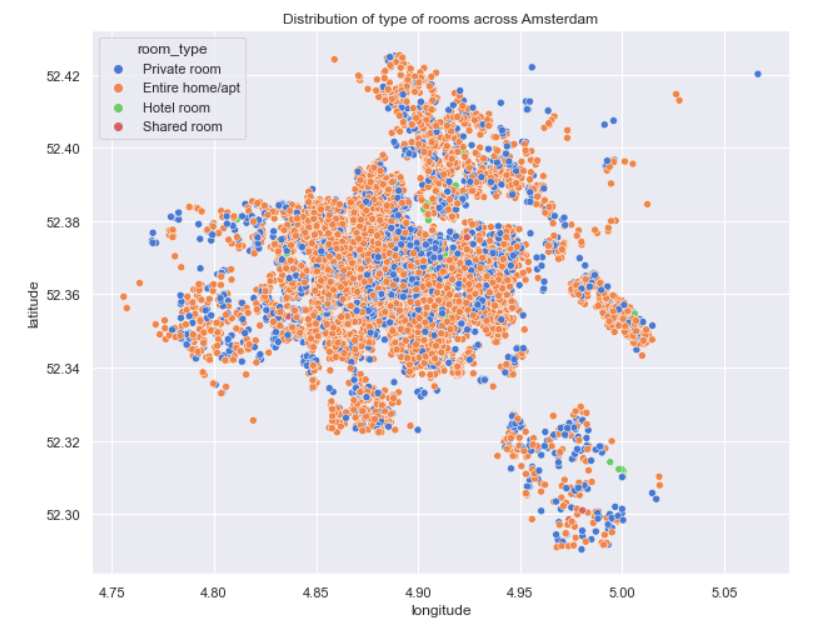 Distribution of type of rooms across Amsterdam
room_type
Private room
Entire home/apt
Hotel room
Shared room
52.42
52.40
52.38
52.36
52.34
52.32
52.30
latitude
4.75 4.80 4.85 4.90 4.95 5.00 5.05
longitude